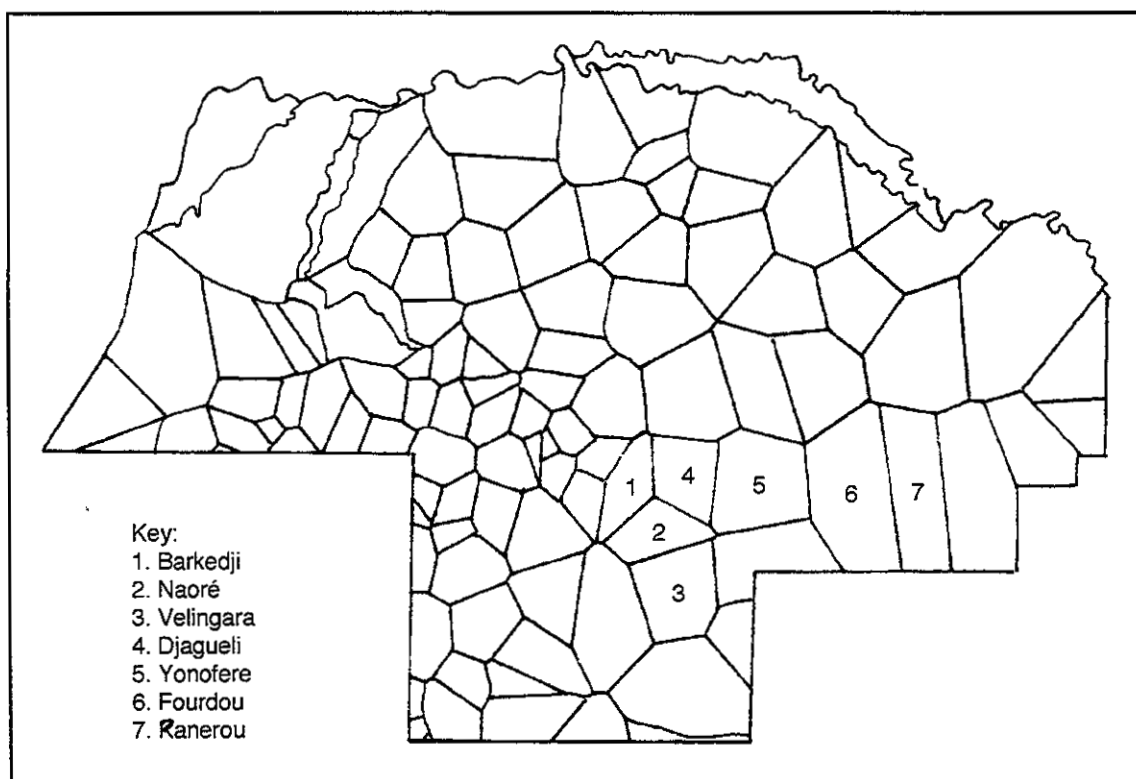 1
4
5
6
7
2
3
Key:
1. Barkedji
2. Naoré
3. Velingara
4. Djagueli
5. Yonofere
6. Fourdou
7. Ranerou